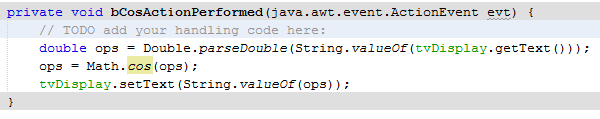 private void bCosActionPerformed(java.awt.event.ActionEvent evt) {
// TODO add your handling code here:
double ops = Double.parseDouble(String.valueOf(tvDisplay.getText()));
ops = Math.cos(ops);
tvDisplay.setText(String.valueOf(ops));
}